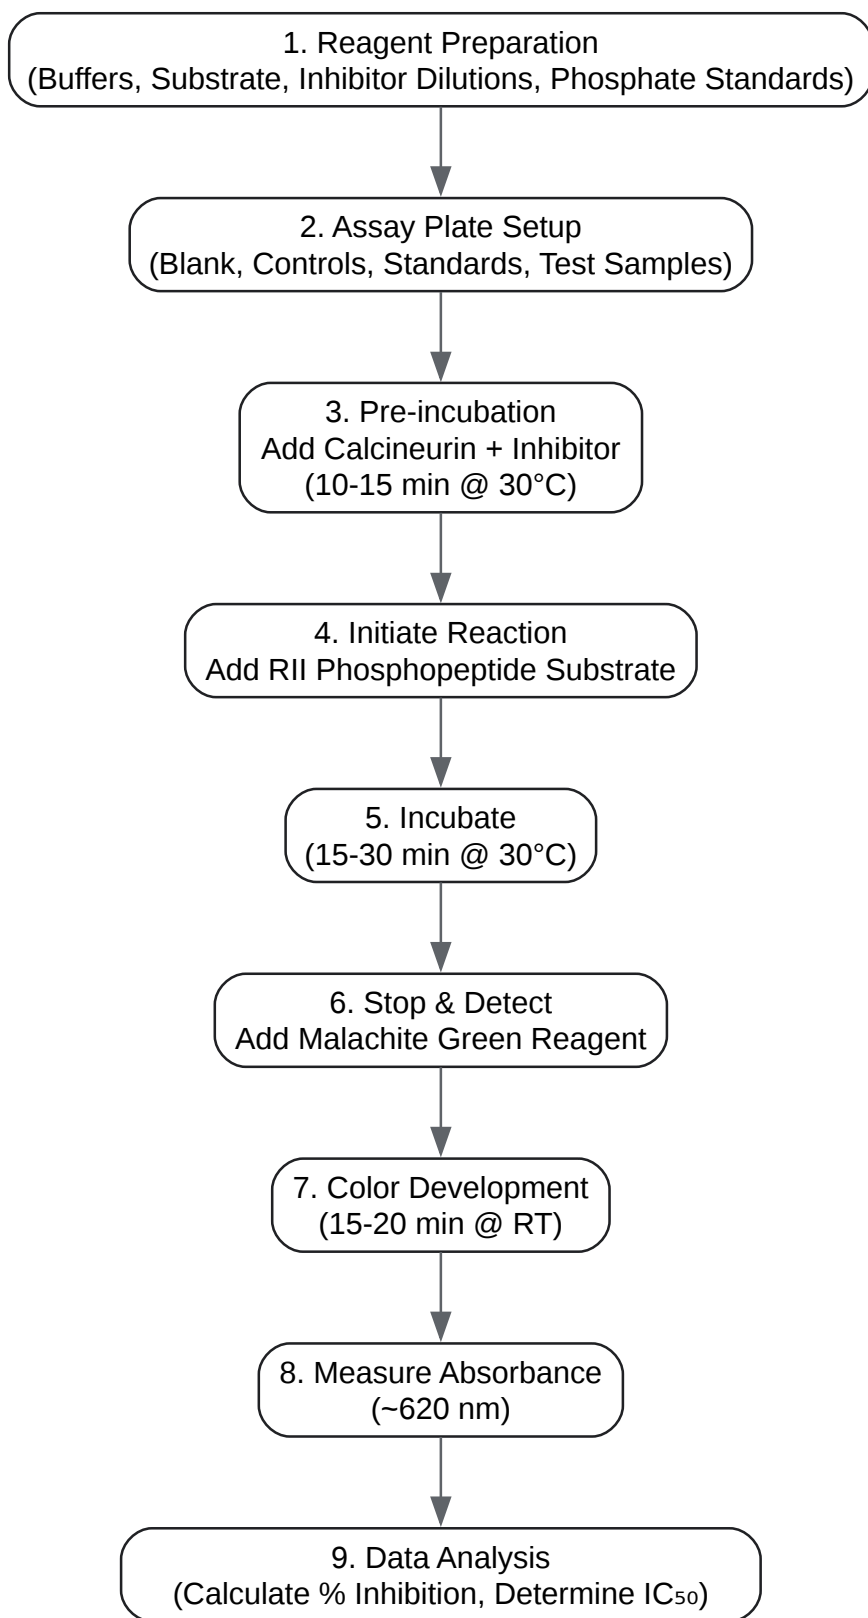 1. Reagent Preparation
(Buffers, Substrate, Inhibitor Dilutions, Phosphate Standards)
2. Assay Plate Setup
(Blank, Controls, Standards, Test Samples)
3. Pre-incubation
Add Calcineurin + Inhibitor
(10-15 min @ 30°C)
4. Initiate Reaction
Add RII Phosphopeptide Substrate
5. Incubate
(15-30 min @ 30°C)
6. Stop & Detect
Add Malachite Green Reagent
7. Color Development
(15-20 min @ RT)
8. Measure Absorbance
(~620 nm)
9. Data Analysis
(Calculate % Inhibition, Determine IC₅₀)